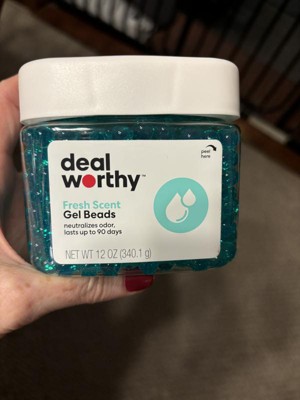 peel
here
deal
worthy™
Fresh Scent
Gel Beads
neutralizes odor,
lasts up to 90 days
NET WT 12 OZ (340.1 g)